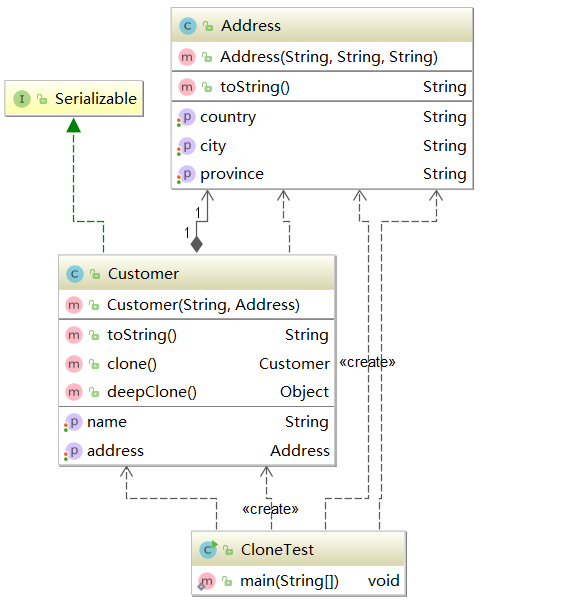 C Address
m Address(String, String, String)
m toString() String
p country String
p city String
p province String
I Serializable
1
1
C Customer
m Customer(String, Address)
m toString() String
m clone() Customer
m deepClone() Object
p name String
p address Address
«create»
«create»
C CloneTest
m main(String[]) void